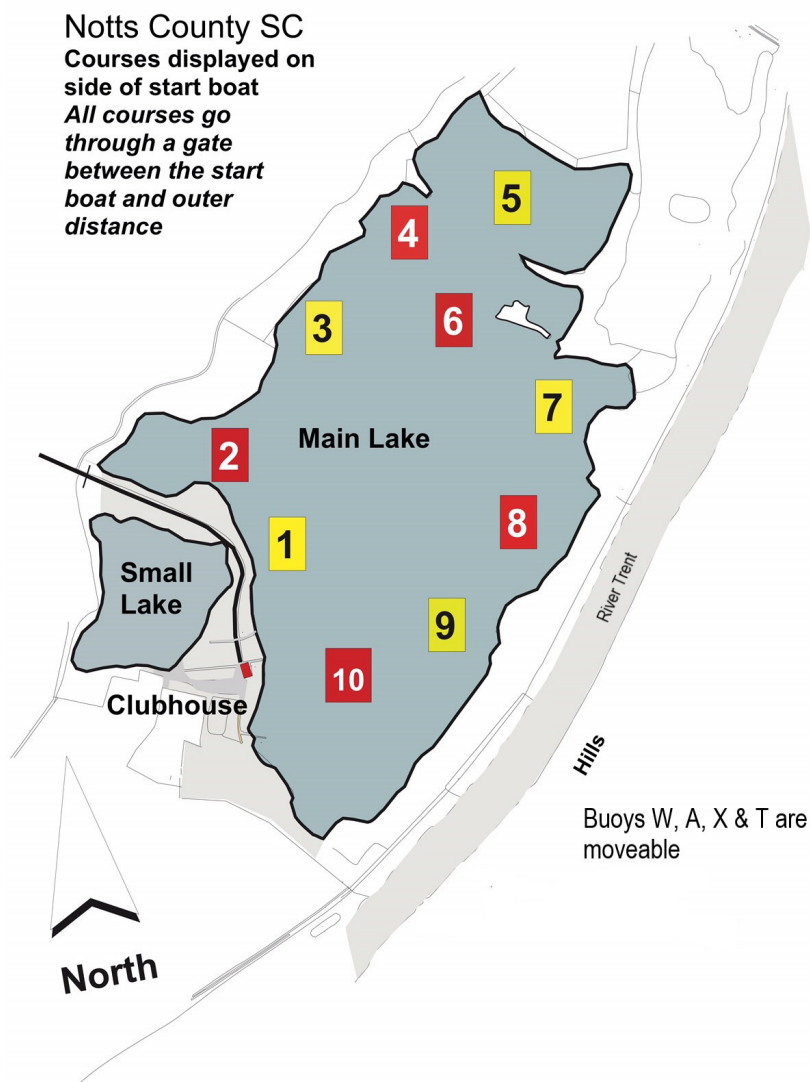 Notts County SC
Courses displayed on
side of start boat
All courses go
through a gate
between the start
boat and outer
distance
5
4
3
6
7
Main Lake
2
8
1
Small
Lake
River Trent
9
10
Clubhouse
Hills
Buoys W, A, X & T are
moveable
North